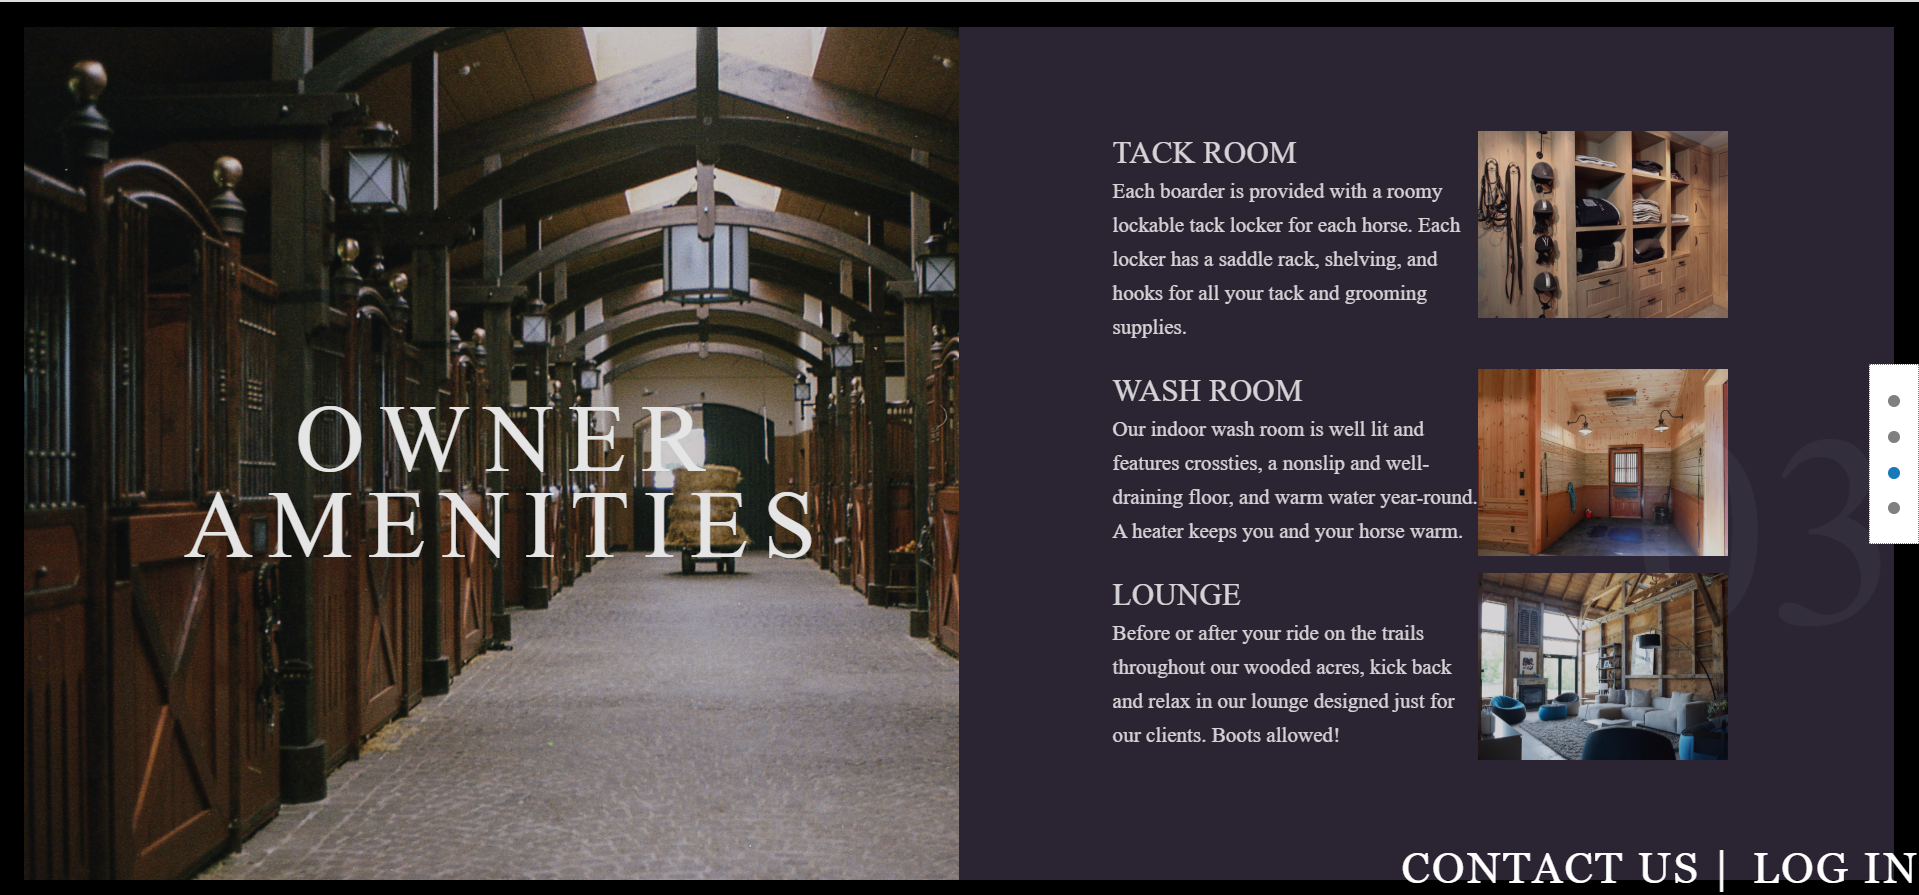 OWNER
AMENITIES
TACK ROOM
Each boarder is provided with a roomy
lockable tack locker for each horse. Each
locker has a saddle rack, shelving, and
hooks for all your tack and grooming
supplies.
WASH ROOM
Our indoor wash room is well lit and
features crossties, a nonslip and well-
draining floor, and warm water year-round.
A heater keeps you and your horse warm.
LOUNGE
Before or after your ride on the trails
throughout our wooded acres, kick back
and relax in our lounge designed just for
our clients. Boots allowed!
03
CONTACT US | LOG IN